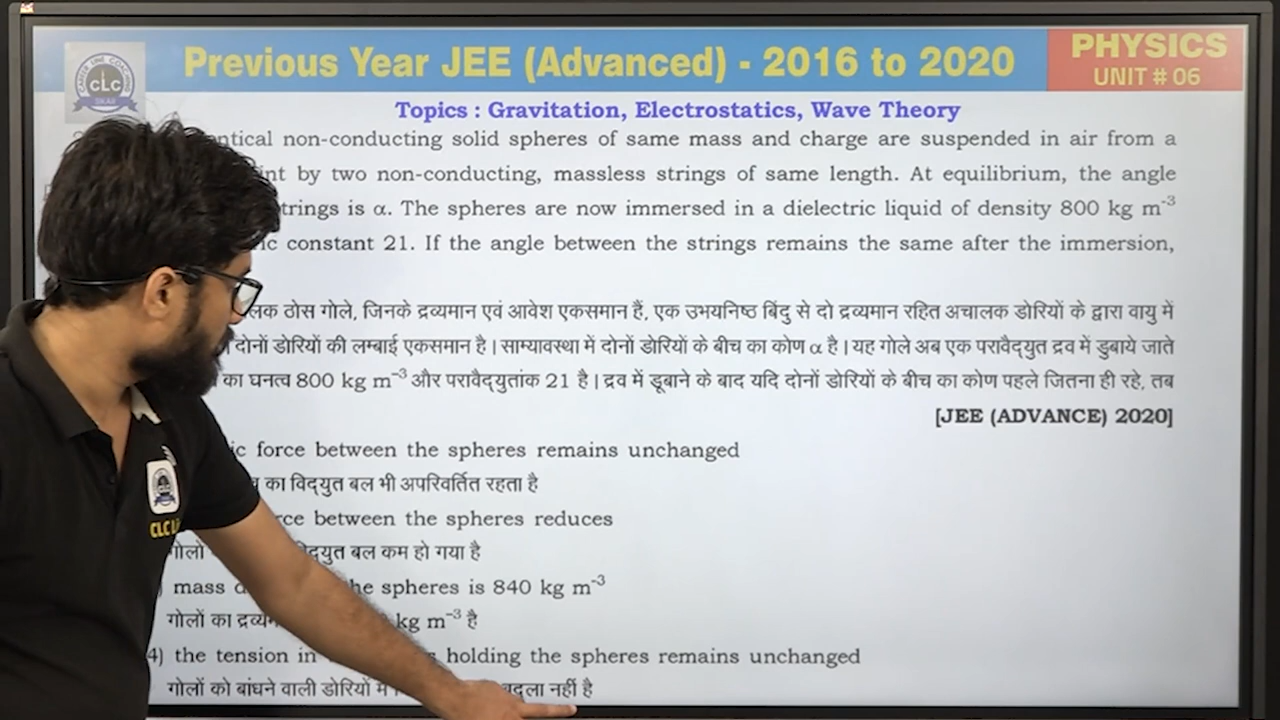 CLC
SIKAR
Previous Year JEE (Advanced) - 2016 to 2020
PHYSICS
UNIT # 06
Topics : Gravitation, Electrostatics, Wave Theory
ntical non-conducting solid spheres of same mass and charge are suspended in air from a
int by two non-conducting, massless strings of same length. At equilibrium, the angle
trings is α. The spheres are now immersed in a dielectric liquid of density 800 kg m⁻³
ic constant 21. If the angle between the strings remains the same after the immersion,
लक ठोस गोले, जिनके द्रव्यमान एवं आवेश एकसमान हैं, एक उभयनिष्ठ बिंदु से दो द्रव्यमान रहित अचालक डोरियों के द्वारा वायु में
दोनों डोरियों की लम्बाई एकसमान है। साम्यावस्था में दोनों डोरियों के बीच का कोण α है। यह गोले अब एक परावैद्युत द्रव में डुबाये जाते
का घनत्व 800 kg m⁻³ और परावैद्युतांक 21 है। द्रव में डूबाने के बाद यदि दोनों डोरियों के बीच का कोण पहले जितना ही रहे, तब
[JEE (ADVANCE) 2020]
ic force between the spheres remains unchanged
का विद्युत बल भी अपरिवर्तित रहता है
rce between the spheres reduces
गोलो द्युत बल कम हो गया है
) mass d he spheres is 840 kg m⁻³
गोलों का द्रव्य kg m⁻³ है
4) the tension in holding the spheres remains unchanged
गोलों को बांघने वाली डोरियों में बदला नहीं है
CLC